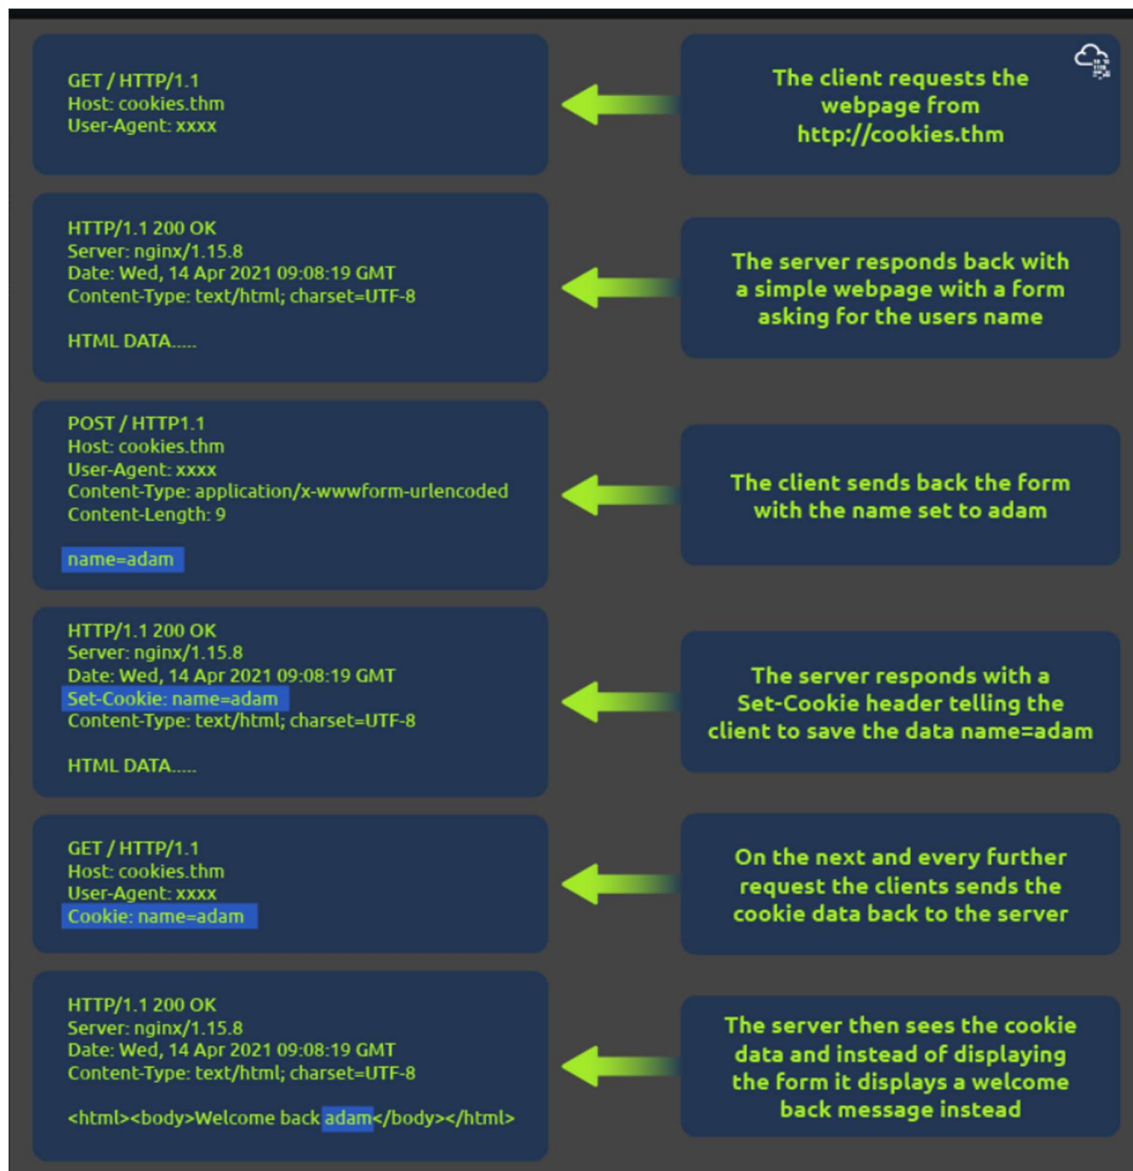 GET / HTTP/1.1
Host: cookies.thm
User-Agent: xxxx
The client requests the
webpage from
http://cookies.thm
HTTP/1.1 200 OK
Server: nginx/1.15.8
Date: Wed, 14 Apr 2021 09:08:19 GMT
Content-Type: text/html; charset=UTF-8
HTML DATA.....
The server responds back with
a simple webpage with a form
asking for the users name
POST / HTTP1.1
Host: cookies.thm
User-Agent: xxxx
Content-Type: application/x-wwwform-urlencoded
Content-Length: 9
name=adam
The client sends back the form
with the name set to adam
HTTP/1.1 200 OK
Server: nginx/1.15.8
Date: Wed, 14 Apr 2021 09:08:19 GMT
Set-Cookie: name=adam
Content-Type: text/html; charset=UTF-8
HTML DATA.....
The server responds with a
Set-Cookie header telling the
client to save the data name=adam
GET / HTTP/1.1
Host: cookies.thm
User-Agent: xxxx
Cookie: name=adam
On the next and every further
request the clients sends the
cookie data back to the server
HTTP/1.1 200 OK
Server: nginx/1.15.8
Date: Wed, 14 Apr 2021 09:08:19 GMT
Content-Type: text/html; charset=UTF-8
<html><body>Welcome back adam</body></html>
The server then sees the cookie
data and instead of displaying
the form it displays a welcome
back message instead